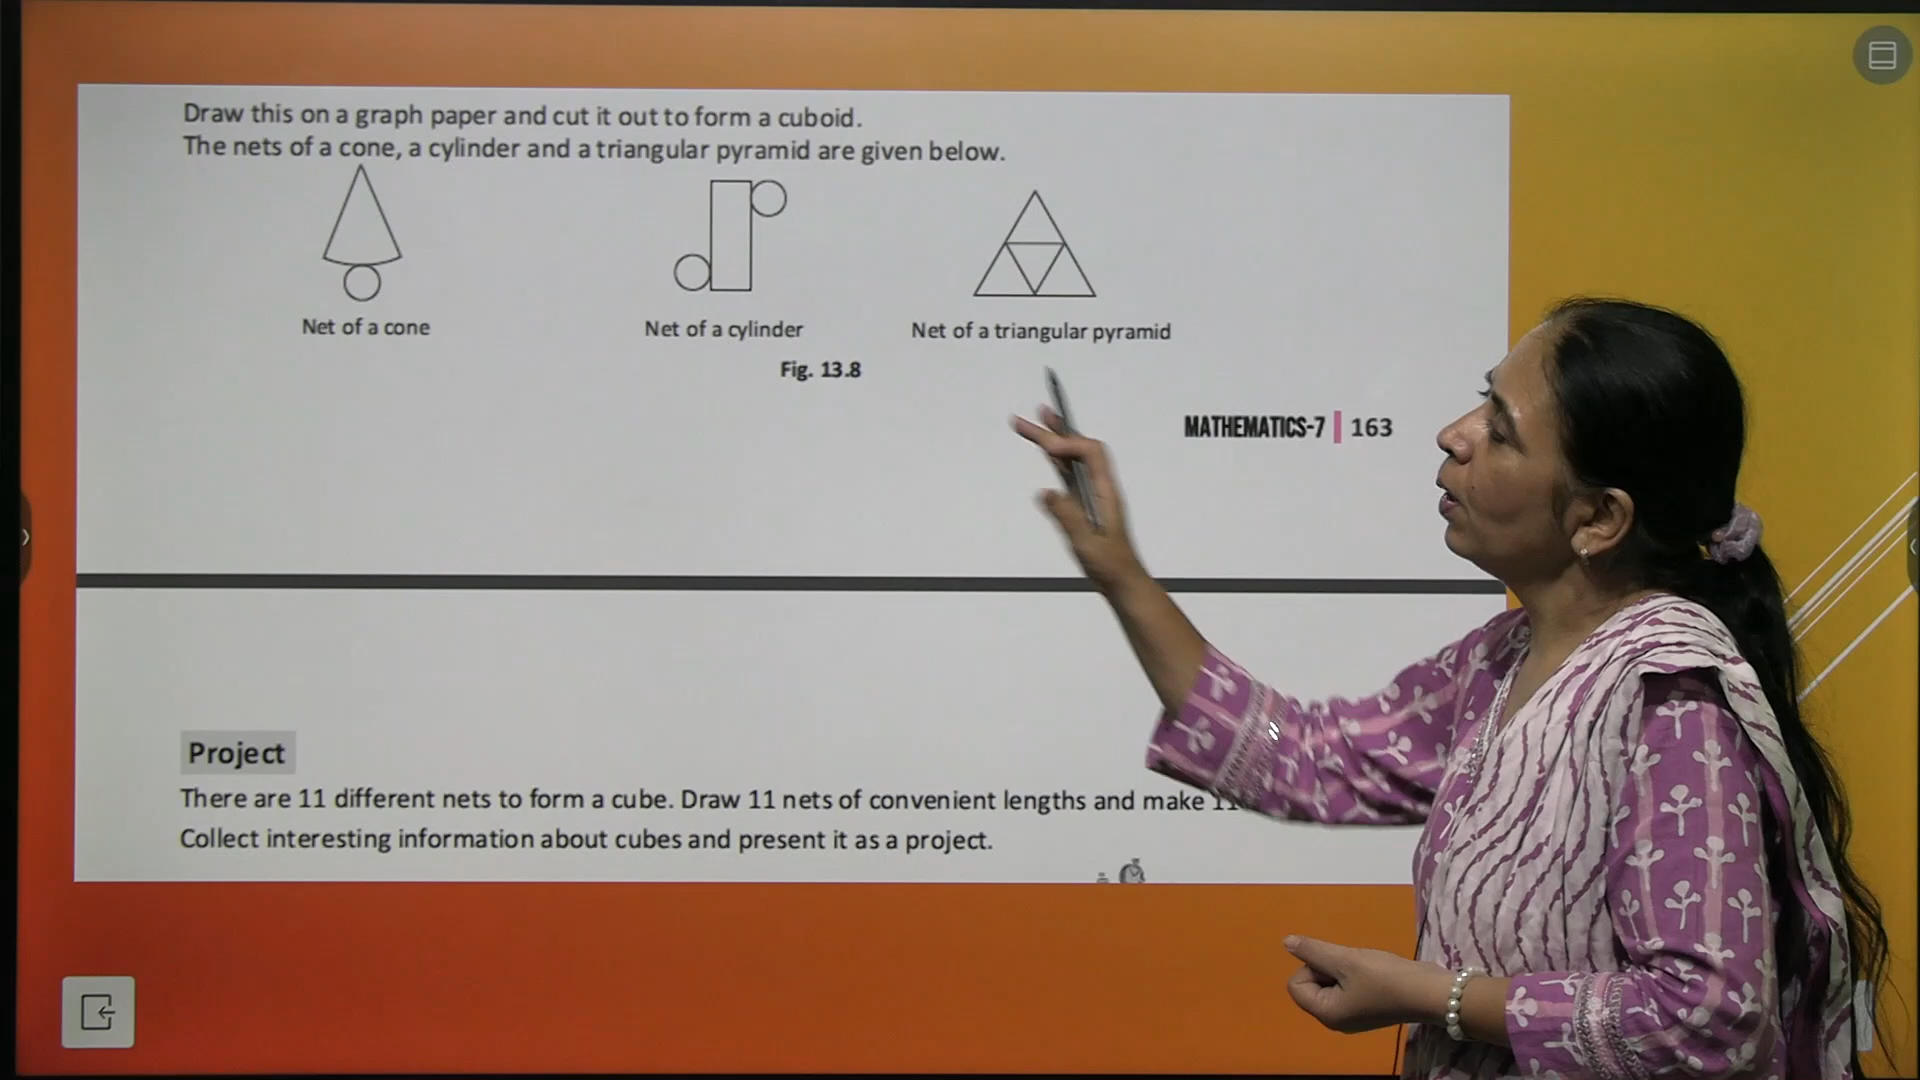 Draw this on a graph paper and cut it out to form a cuboid.
The nets of a cone, a cylinder and a triangular pyramid are given below.
Net of a cone
Net of a cylinder
Net of a triangular pyramid
Fig. 13.8
MATHEMATICS-7 | 163
Project
There are 11 different nets to form a cube. Draw 11 nets of convenient lengths and make
Collect interesting information about cubes and present it as a project.